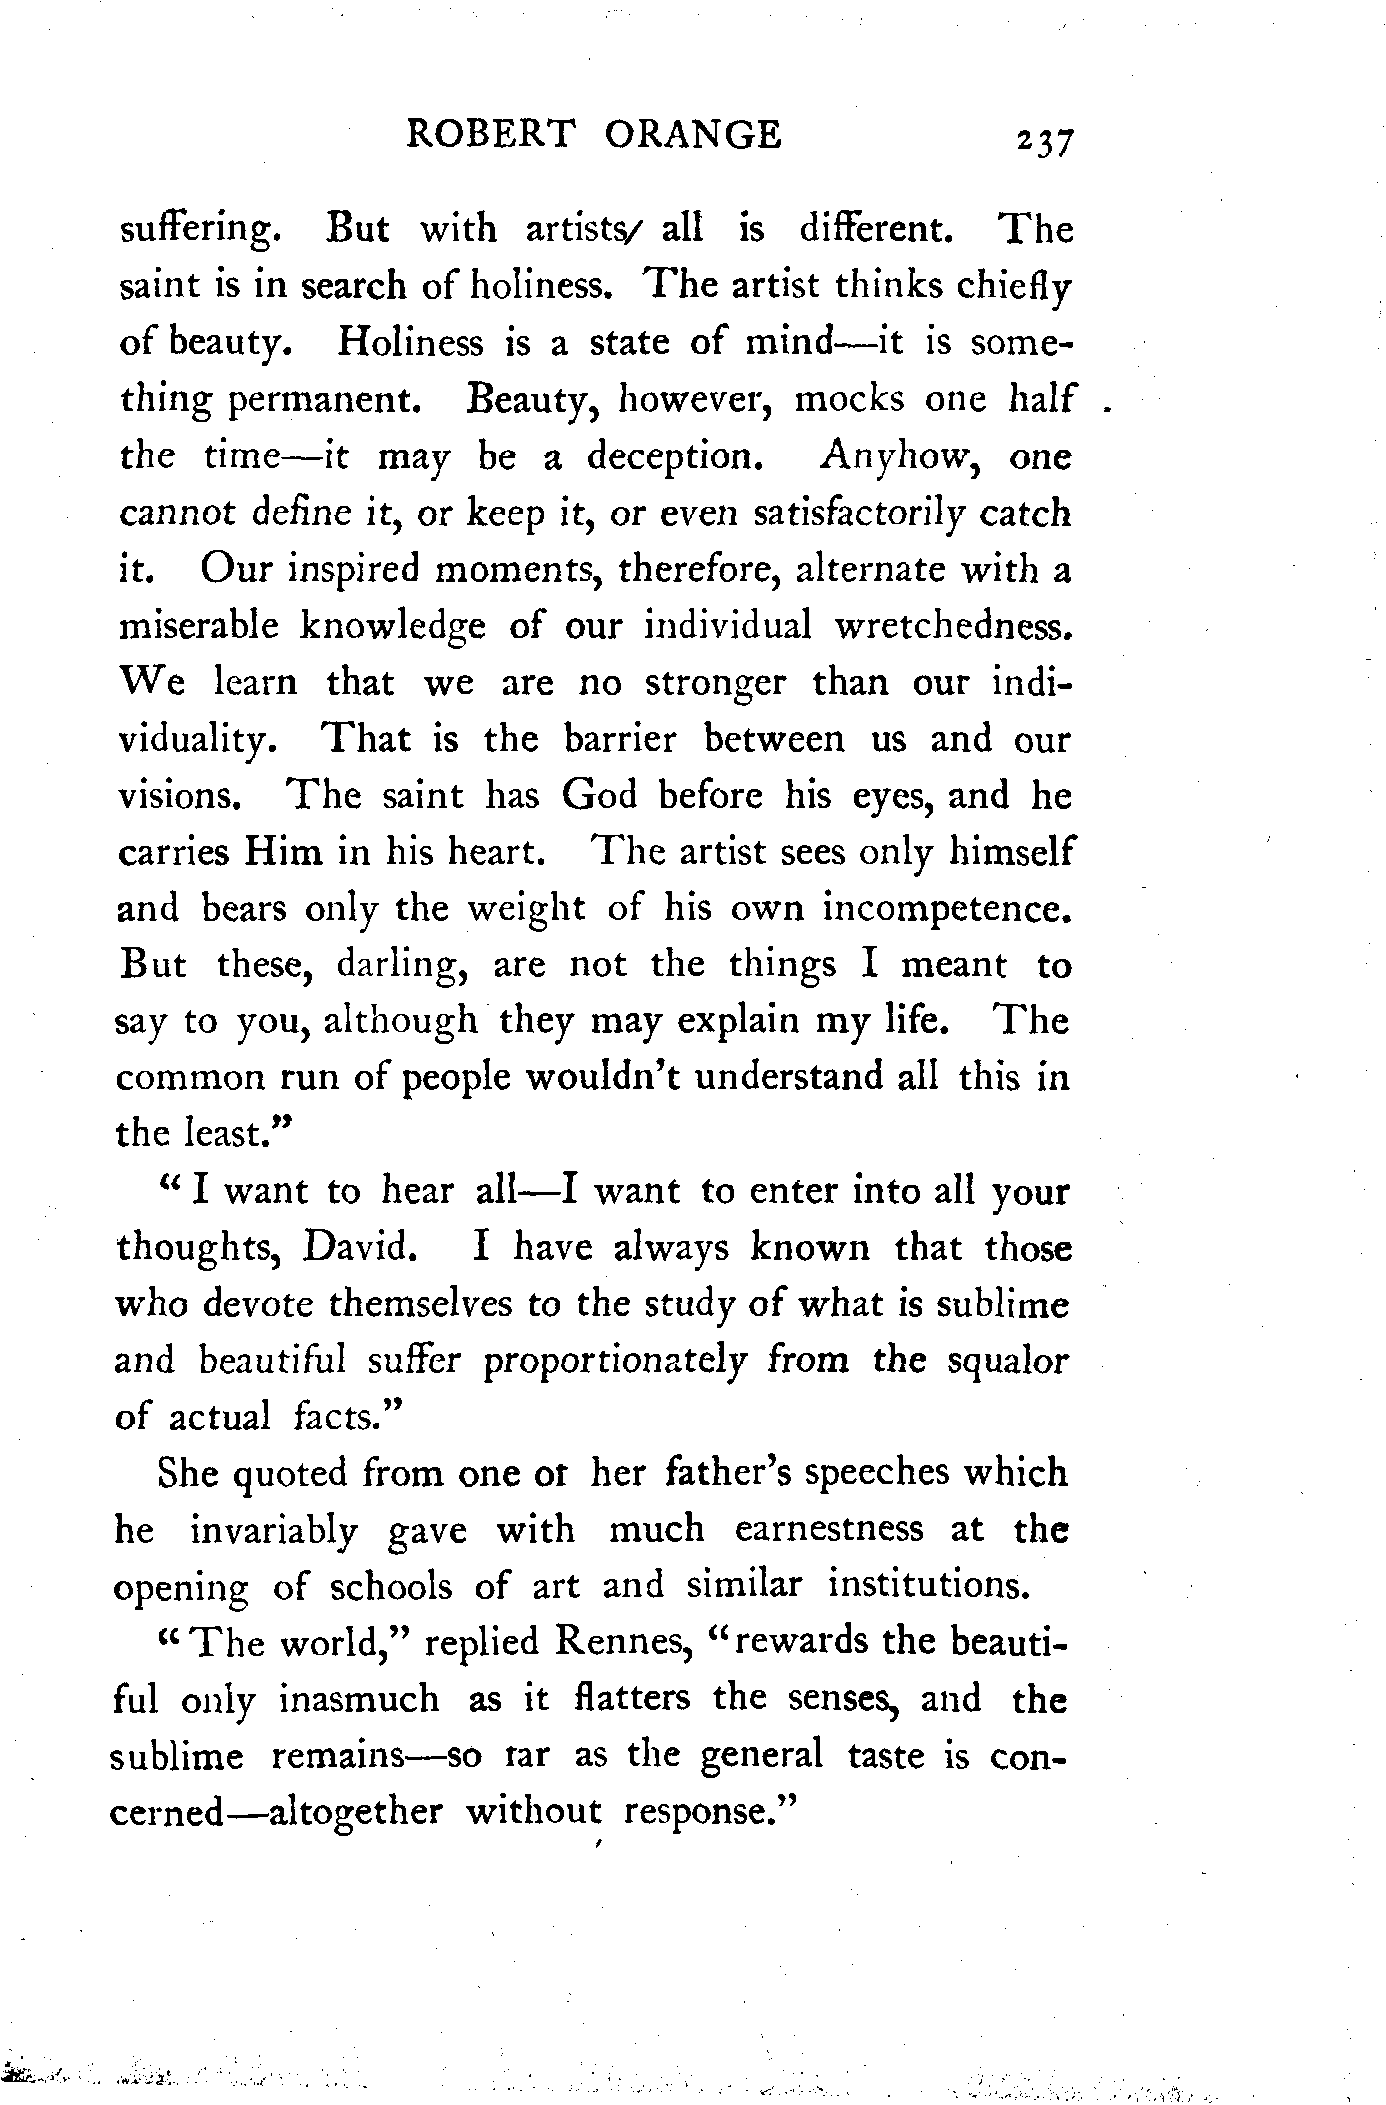 ROBERT ORANGE 237
suffering. But with artists/ all is different. The
saint is in search of holiness. The artist thinks chiefly
of beauty. Holiness is a state of mind—it is some-
thing permanent. Beauty, however, mocks one half
the time—it may be a deception. Anyhow, one
cannot define it, or keep it, or even satisfactorily catch
it. Our inspired moments, therefore, alternate with a
miserable knowledge of our individual wretchedness.
We learn that we are no stronger than our indi-
viduality. That is the barrier between us and our
visions. The saint has God before his eyes, and he
carries Him in his heart. The artist sees only himself
and bears only the weight of his own incompetence.
But these, darling, are not the things I meant to
say to you, although they may explain my life. The
common run of people wouldn't understand all this in
the least."
"I want to hear all—I want to enter into all your
thoughts, David. I have always known that those
who devote themselves to the study of what is sublime
and beautiful suffer proportionately from the squalor
of actual facts."
She quoted from one of her father's speeches which
he invariably gave with much earnestness at the
opening of schools of art and similar institutions.
"The world," replied Rennes, "rewards the beauti-
ful only inasmuch as it flatters the senses, and the
sublime remains—so far as the general taste is con-
cerned—altogether without response."